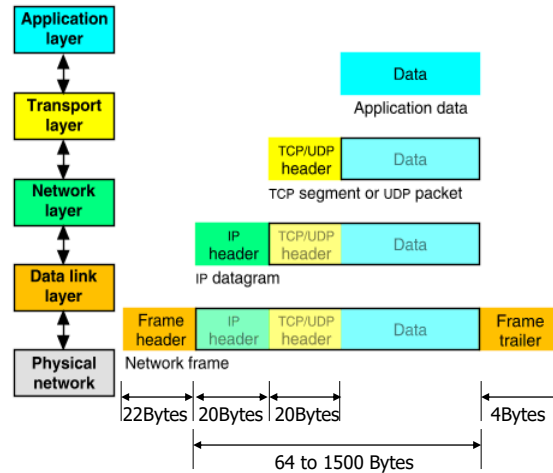 Application
layer
Data
Application data
Transport
layer
TCP/UDP
header
Data
TCP segment or UDP packet
Network
layer
IP
header
TCP/UDP
header
Data
IP datagram
Data link
layer
Frame
header
IP
header
TCP/UDP
header
Data
Frame
trailer
Network frame
Physical
network
22Bytes
20Bytes
20Bytes
4Bytes
64 to 1500 Bytes